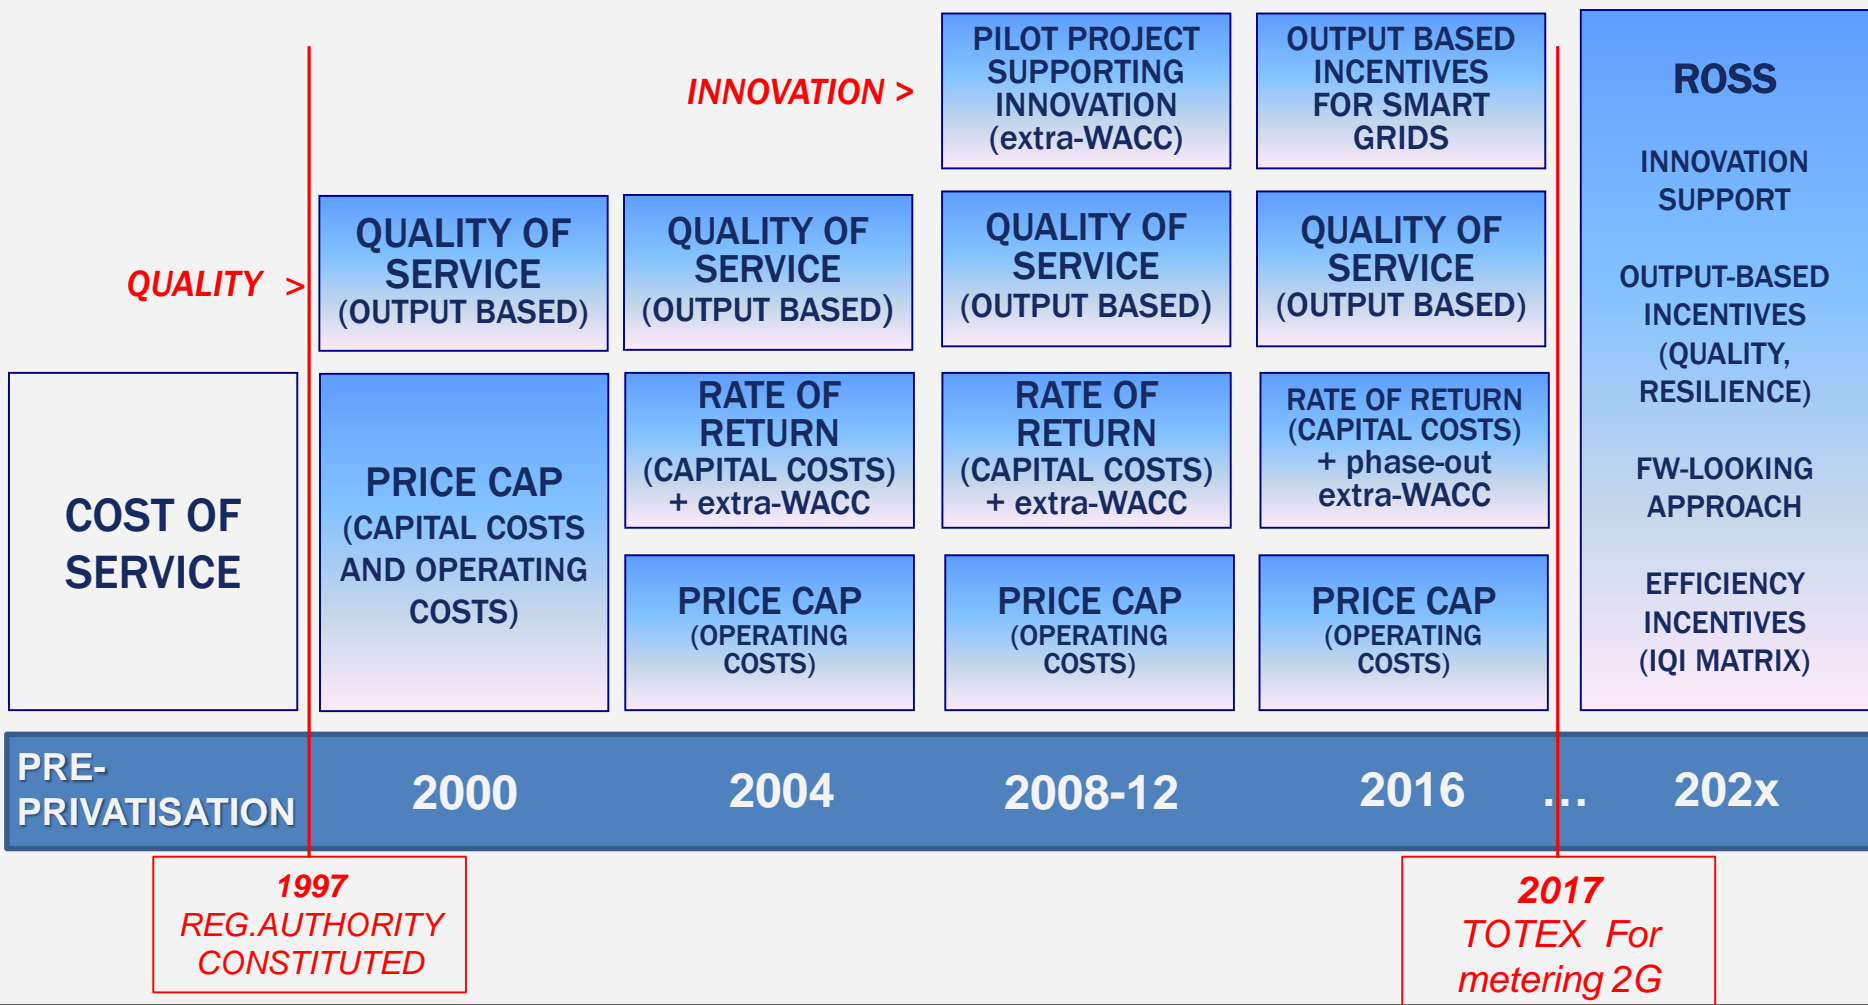 INNOVATION >
QUALITY >
COST OF
SERVICE
QUALITY OF
SERVICE
(OUTPUT BASED)
PRICE CAP
(CAPITAL COSTS
AND OPERATING
COSTS)
QUALITY OF
SERVICE
(OUTPUT BASED)
RATE OF
RETURN
(CAPITAL COSTS)
+ extra-WACC
PRICE CAP
(OPERATING
COSTS)
PILOT PROJECT
SUPPORTING
INNOVATION
(extra-WACC)
QUALITY OF
SERVICE
(OUTPUT BASED)
RATE OF
RETURN
(CAPITAL COSTS)
+ extra-WACC
PRICE CAP
(OPERATING
COSTS)
OUTPUT BASED
INCENTIVES
FOR SMART
GRIDS
QUALITY OF
SERVICE
(OUTPUT BASED)
RATE OF RETURN
(CAPITAL COSTS)
+ phase-out
extra-WACC
PRICE CAP
(OPERATING
COSTS)
ROSS
INNOVATION
SUPPORT
OUTPUT-BASED
INCENTIVES
(QUALITY,
RESILIENCE)
FW-LOOKING
APPROACH
EFFICIENCY
INCENTIVES
(IQI MATRIX)
PRE-
PRIVATISATION
2000
2004
2008-12
2016
...
202x
1997
REG.AUTHORITY
CONSTITUTED
2017
TOTEX For
metering 2G